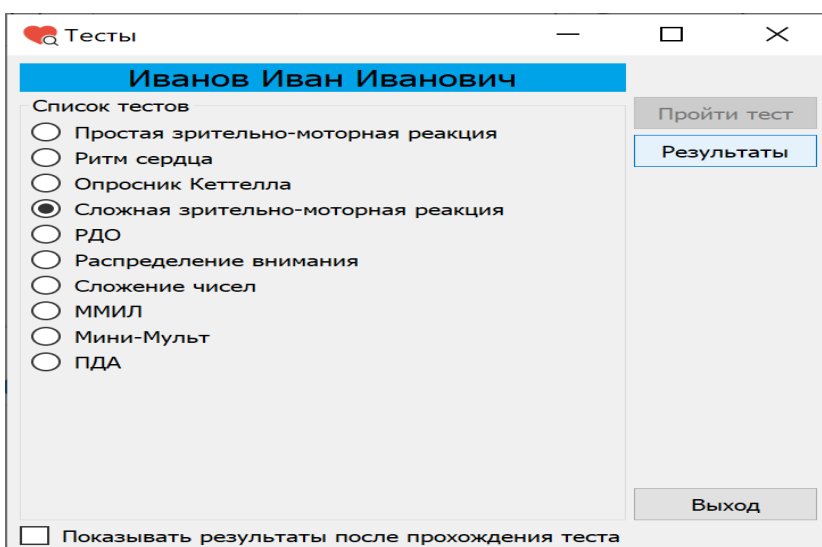 Тесты
Иванов Иван Иванович
Список тестов
Простая зрительно-моторная реакция
Ритм сердца
Опросник Кеттелла
Сложная зрительно-моторная реакция
РДО
Распределение внимания
Сложение чисел
ММИЛ
Мини-Мульт
ПДА
Пройти тест
Результаты
Выход
Показывать результаты после прохождения теста